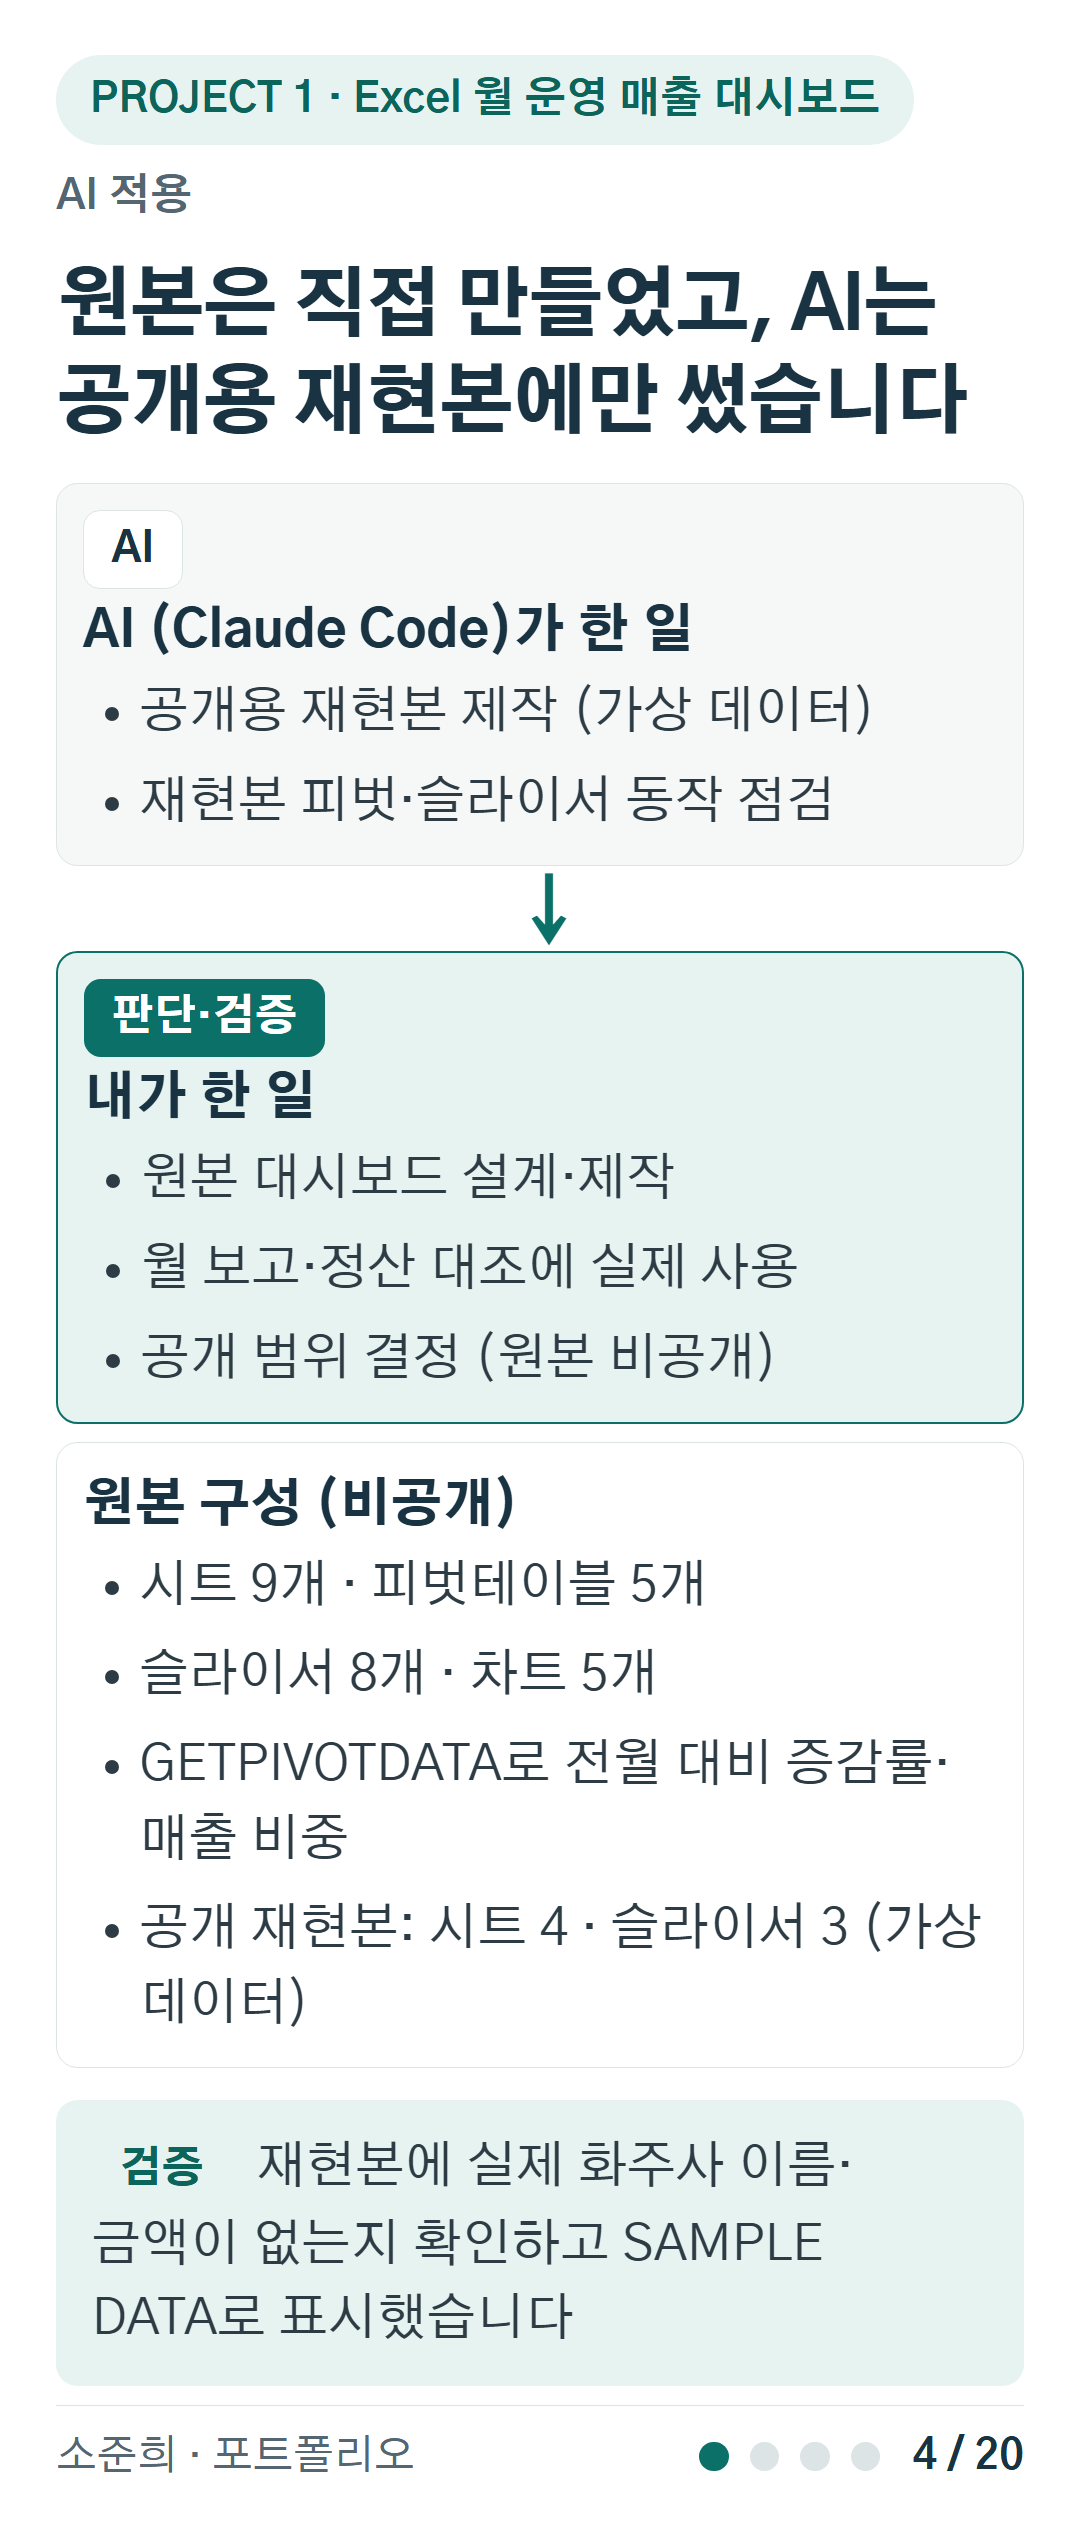 PROJECT 1 · Excel 월 운영 매출 대시보드
AI 적용
원본은 직접 만들었고, AI는
공개용 재현본에만 썼습니다
AI
AI (Claude Code)가 한 일
• 공개용 재현본 제작 (가상 데이터)
• 재현본 피벗·슬라이서 동작 점검
↓
판단·검증
내가 한 일
• 원본 대시보드 설계·제작
• 월 보고·정산 대조에 실제 사용
• 공개 범위 결정 (원본 비공개)
원본 구성 (비공개)
• 시트 9개 · 피벗테이블 5개
• 슬라이서 8개 · 차트 5개
• GETPIVOTDATA로 전월 대비 증감률·
매출 비중
• 공개 재현본: 시트 4 · 슬라이서 3 (가상
데이터)
검증 재현본에 실제 화주사 이름·
금액이 없는지 확인하고 SAMPLE
DATA로 표시했습니다
소준희 · 포트폴리오
4 / 20